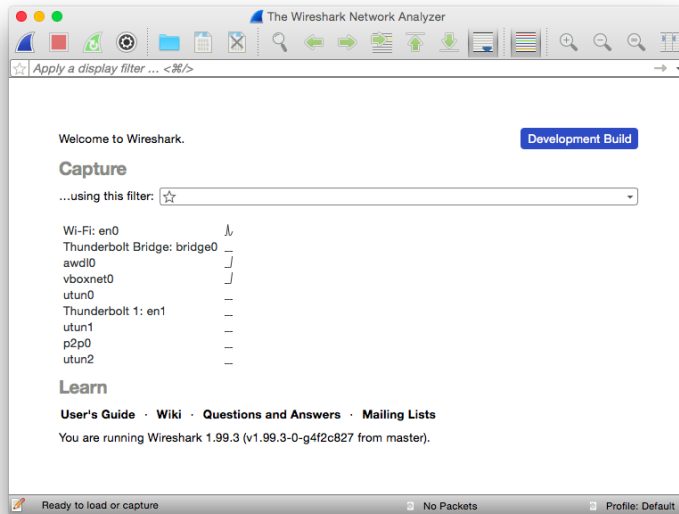 The Wireshark Network Analyzer
Apply a display filter ... <⌘/>
Welcome to Wireshark.
Development Build
Capture
...using this filter:
Wi-Fi: en0
Thunderbolt Bridge: bridge0
awdl0
vboxnet0
utun0
Thunderbolt 1: en1
utun1
p2p0
utun2
Learn
User's Guide · Wiki · Questions and Answers · Mailing Lists
You are running Wireshark 1.99.3 (v1.99.3-0-g4f2c827 from master).
Ready to load or capture
No Packets
Profile: Default